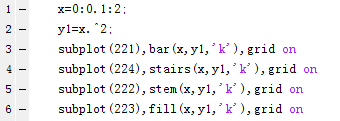 1 - x=0:0.1:2;
2 - y1=x.^2;
3 - subplot(221),bar(x,y1,'k'),grid on
4 - subplot(224),stairs(x,y1,'k'),grid on
5 - subplot(222),stem(x,y1,'k'),grid on
6 - subplot(223),fill(x,y1,'k'),grid on